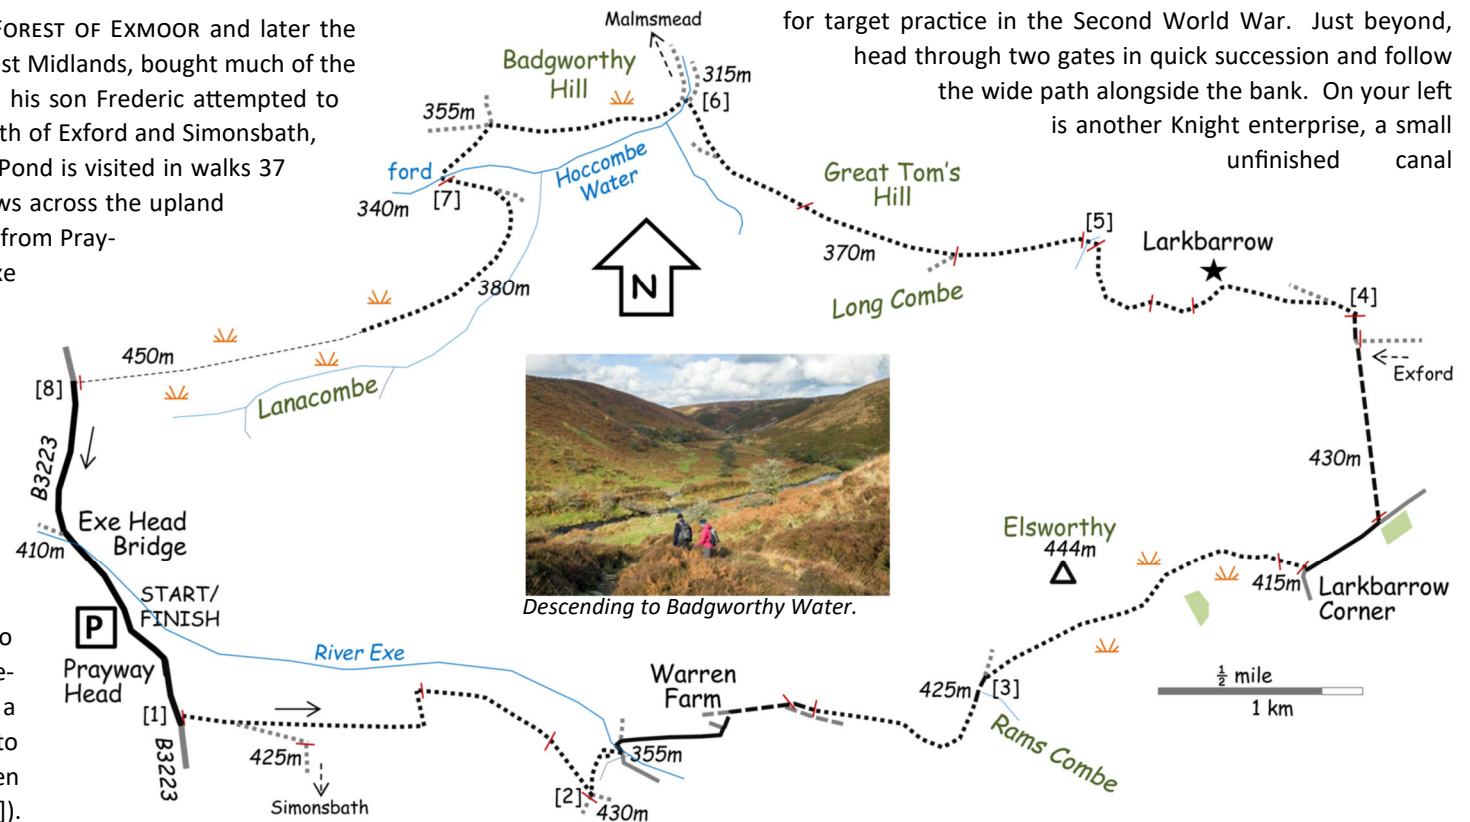 FOREST OF EXMOOR and later the
est Midlands, bought much of the
his son Frederic attempted to
th of Exford and Simonsbath,
Pond is visited in walks 37
ws across the upland
from Pray-
xe
for target practice in the Second World War. Just beyond,
head through two gates in quick succession and follow
the wide path alongside the bank. On your left
is another Knight enterprise, a small
unfinished canal
Malmsmead
Badgworthy
Hill
315m
[6]
355m
ford
[7]
340m
Hoccombe
Water
Great Tom's
Hill
370m
[5]
Larkbarrow
Long Combe
[4]
Exford
N
380m
450m
[8]
Lanacombe
B3223
430m
Exe Head
Bridge
410m
START/
FINISH
P
Prayway
Head
[1]
B3223
425m
Simonsbath
River Exe
Descending to Badgworthy Water.
Elsworthy
444m
415m
Larkbarrow
Corner
Warren
Farm
355m
[2]
430m
425m
[3]
Rams Combe
½ mile
1 km
o
e-
a
to
en
]).